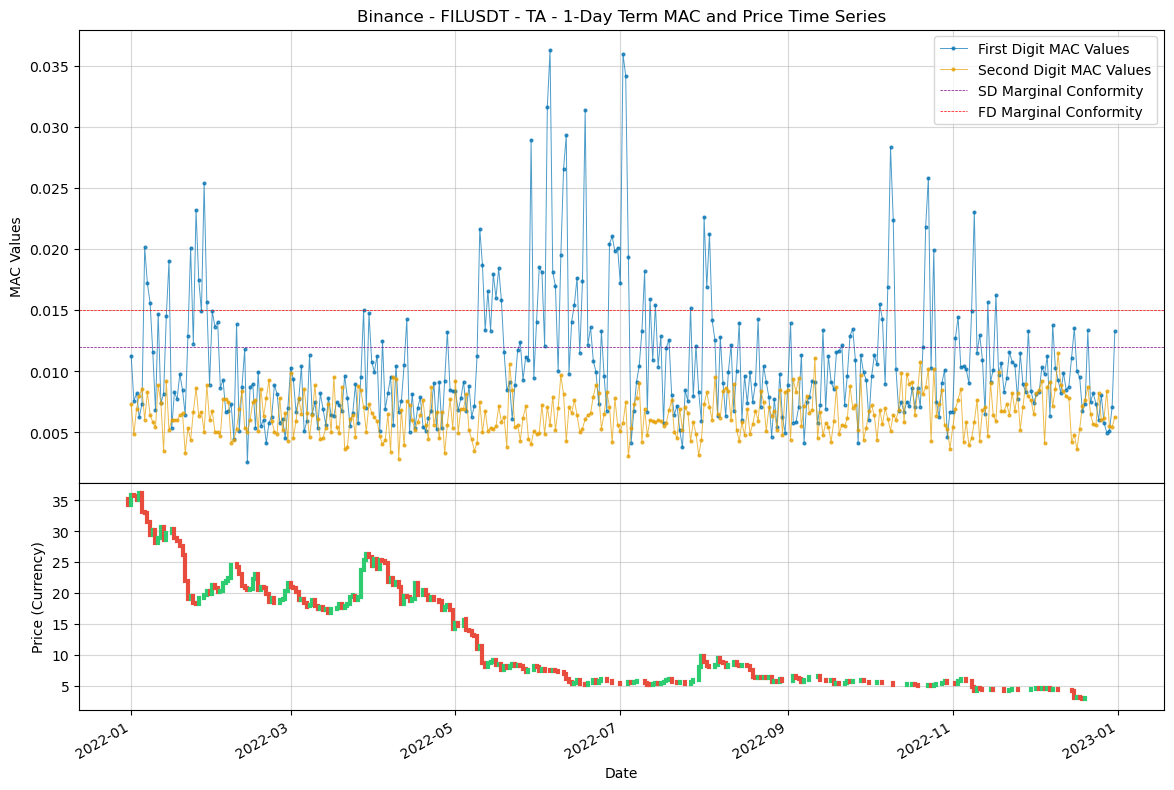 Binance - FILUSDT - TA - 1-Day Term MAC and Price Time Series
First Digit MAC Values
Second Digit MAC Values
SD Marginal Conformity
FD Marginal Conformity
MAC Values
0.035
0.030
0.025
0.020
0.015
0.010
0.005
Price (Currency)
35
30
25
20
15
10
5
2022-01
2022-03
2022-05
2022-07
2022-09
2022-11
2023-01
Date